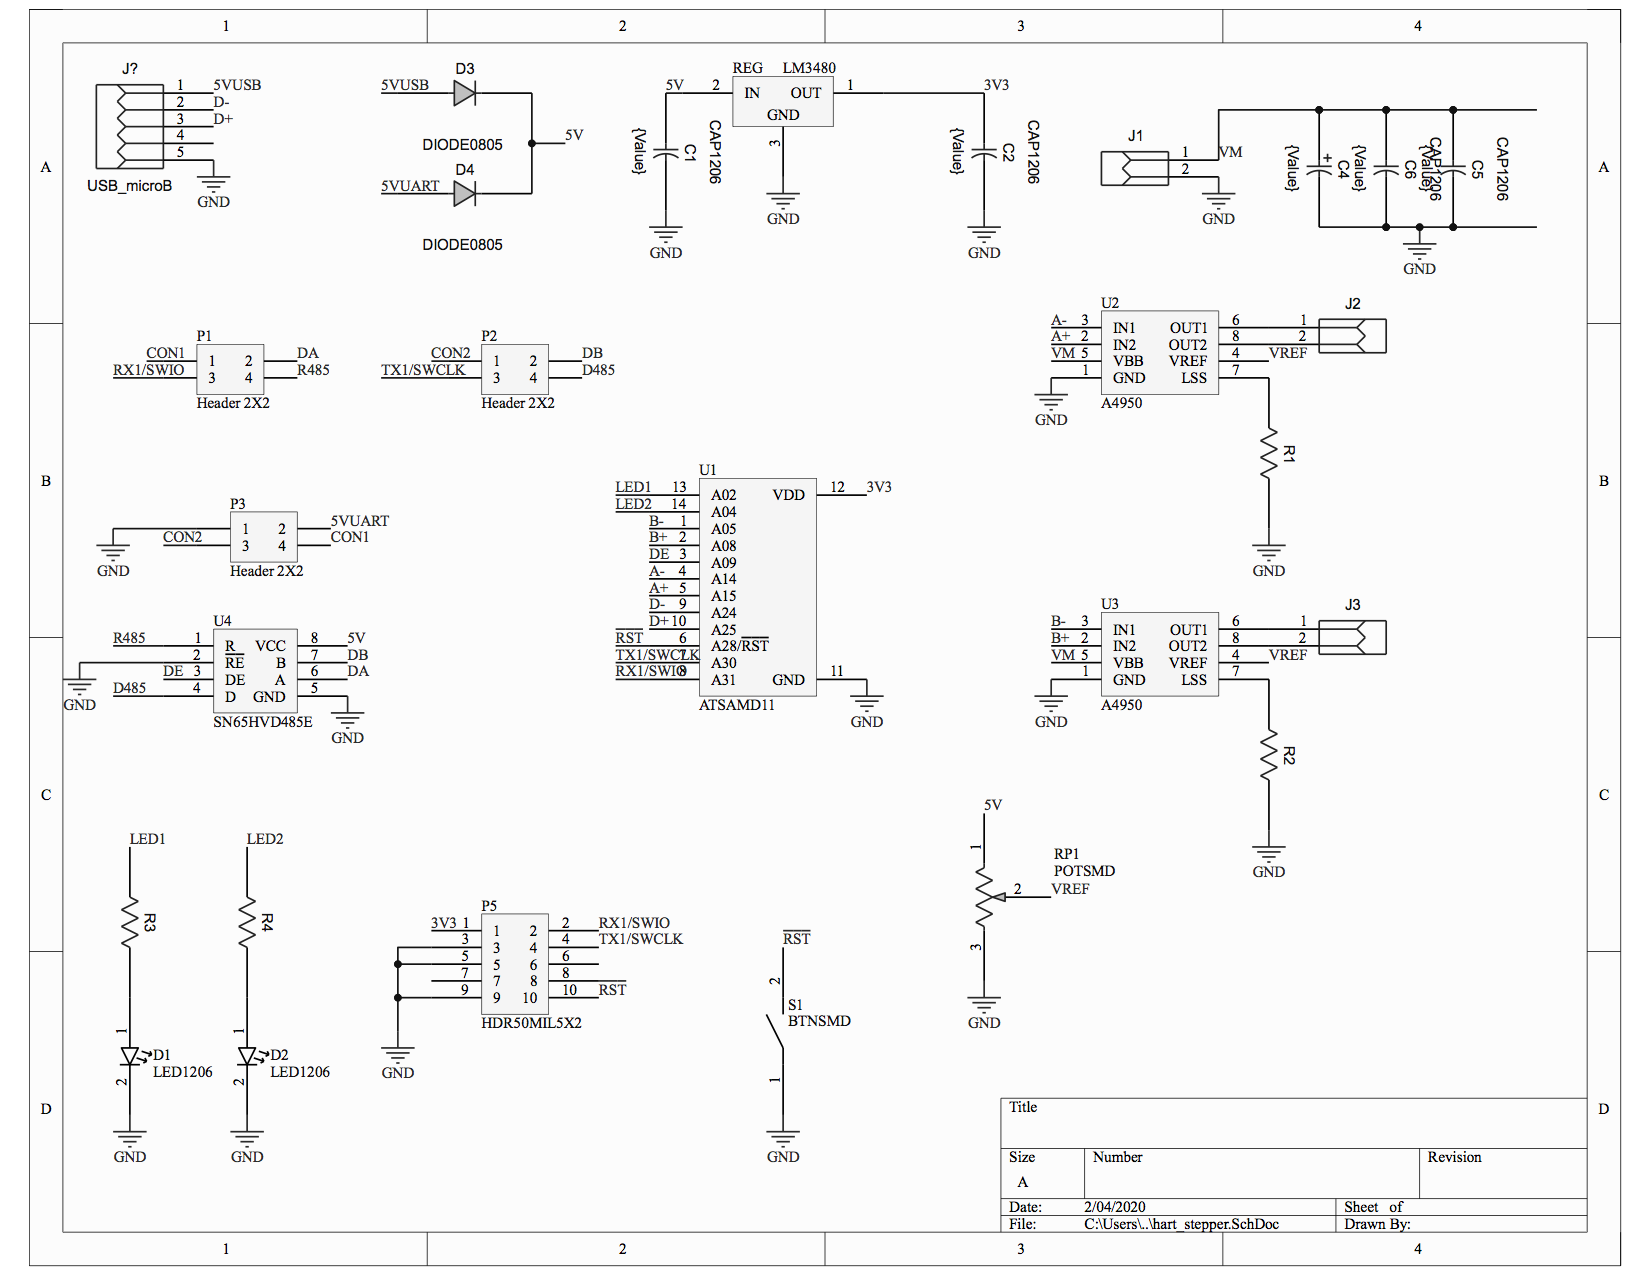 1 2 3 4
A
A
J?
1 5VUSB
2 D-
3 D+
4
5
USB_microB
GND
5VUSB D3
DIODE0805
5V
5VUART D4
DIODE0805
REG LM3480
5V 2 IN OUT 1 3V3
GND
3
{Value} C1 CAP1206
GND
GND
{Value} C2 CAP1206
GND
J1
1 VM
2
GND
{Value} + C4
{Value} C6 CAP1206
{Value} C5 CAP1206
GND
P1
CON1 1 2 DA
RX1/SWIO 3 4 R485
Header 2X2
P2
CON2 1 2 DB
TX1/SWCLK 3 4 D485
Header 2X2
U2
A- 3 IN1 OUT1 6 1 J2
A+ 2 IN2 OUT2 8 2
VM 5 VBB VREF 4 VREF
1 GND LSS 7
GND
A4950
R1
GND
B
B
P3
1 2 5VUART
CON2 3 4 CON1
GND
Header 2X2
U1
LED1 13 A02 VDD 12 3V3
LED2 14 A04
B- 1 A05
B+ 2 A08
DE 3 A09
A- 4 A14
A+ 5 A15
D- 9 A24
D+ 10 A25
RST 6 A28/RST
TX1/SWCLK 7 A30
RX1/SWIO 8 A31 GND 11
ATSAMD11
GND
U4
R485 1 R VCC 8 5V
2 RE B 7 DB
DE 3 DE A 6 DA
D485 4 D GND 5
GND
SN65HVD485E
GND
U3
B- 3 IN1 OUT1 6 1 J3
B+ 2 IN2 OUT2 8 2
VM 5 VBB VREF 4 VREF
1 GND LSS 7
GND
A4950
R2
GND
C
C
LED1
R3
1
D1
LED1206
2
GND
LED2
R4
1
D2
LED1206
2
GND
P5
3V3 1 1 2 2 RX1/SWIO
3 3 4 4 TX1/SWCLK
5 5 6 6
7 7 8 8
9 9 10 10 RST
HDR50MIL5X2
GND
RST
2
S1
BTNSMD
1
GND
5V
1
RP1
POTSMD
2 VREF
3
GND
D
D
Title
Size
A
Number
Revision
Date: 2/04/2020 Sheet of
File: C:\Users\..\hart_stepper.SchDoc Drawn By:
1 2 3 4